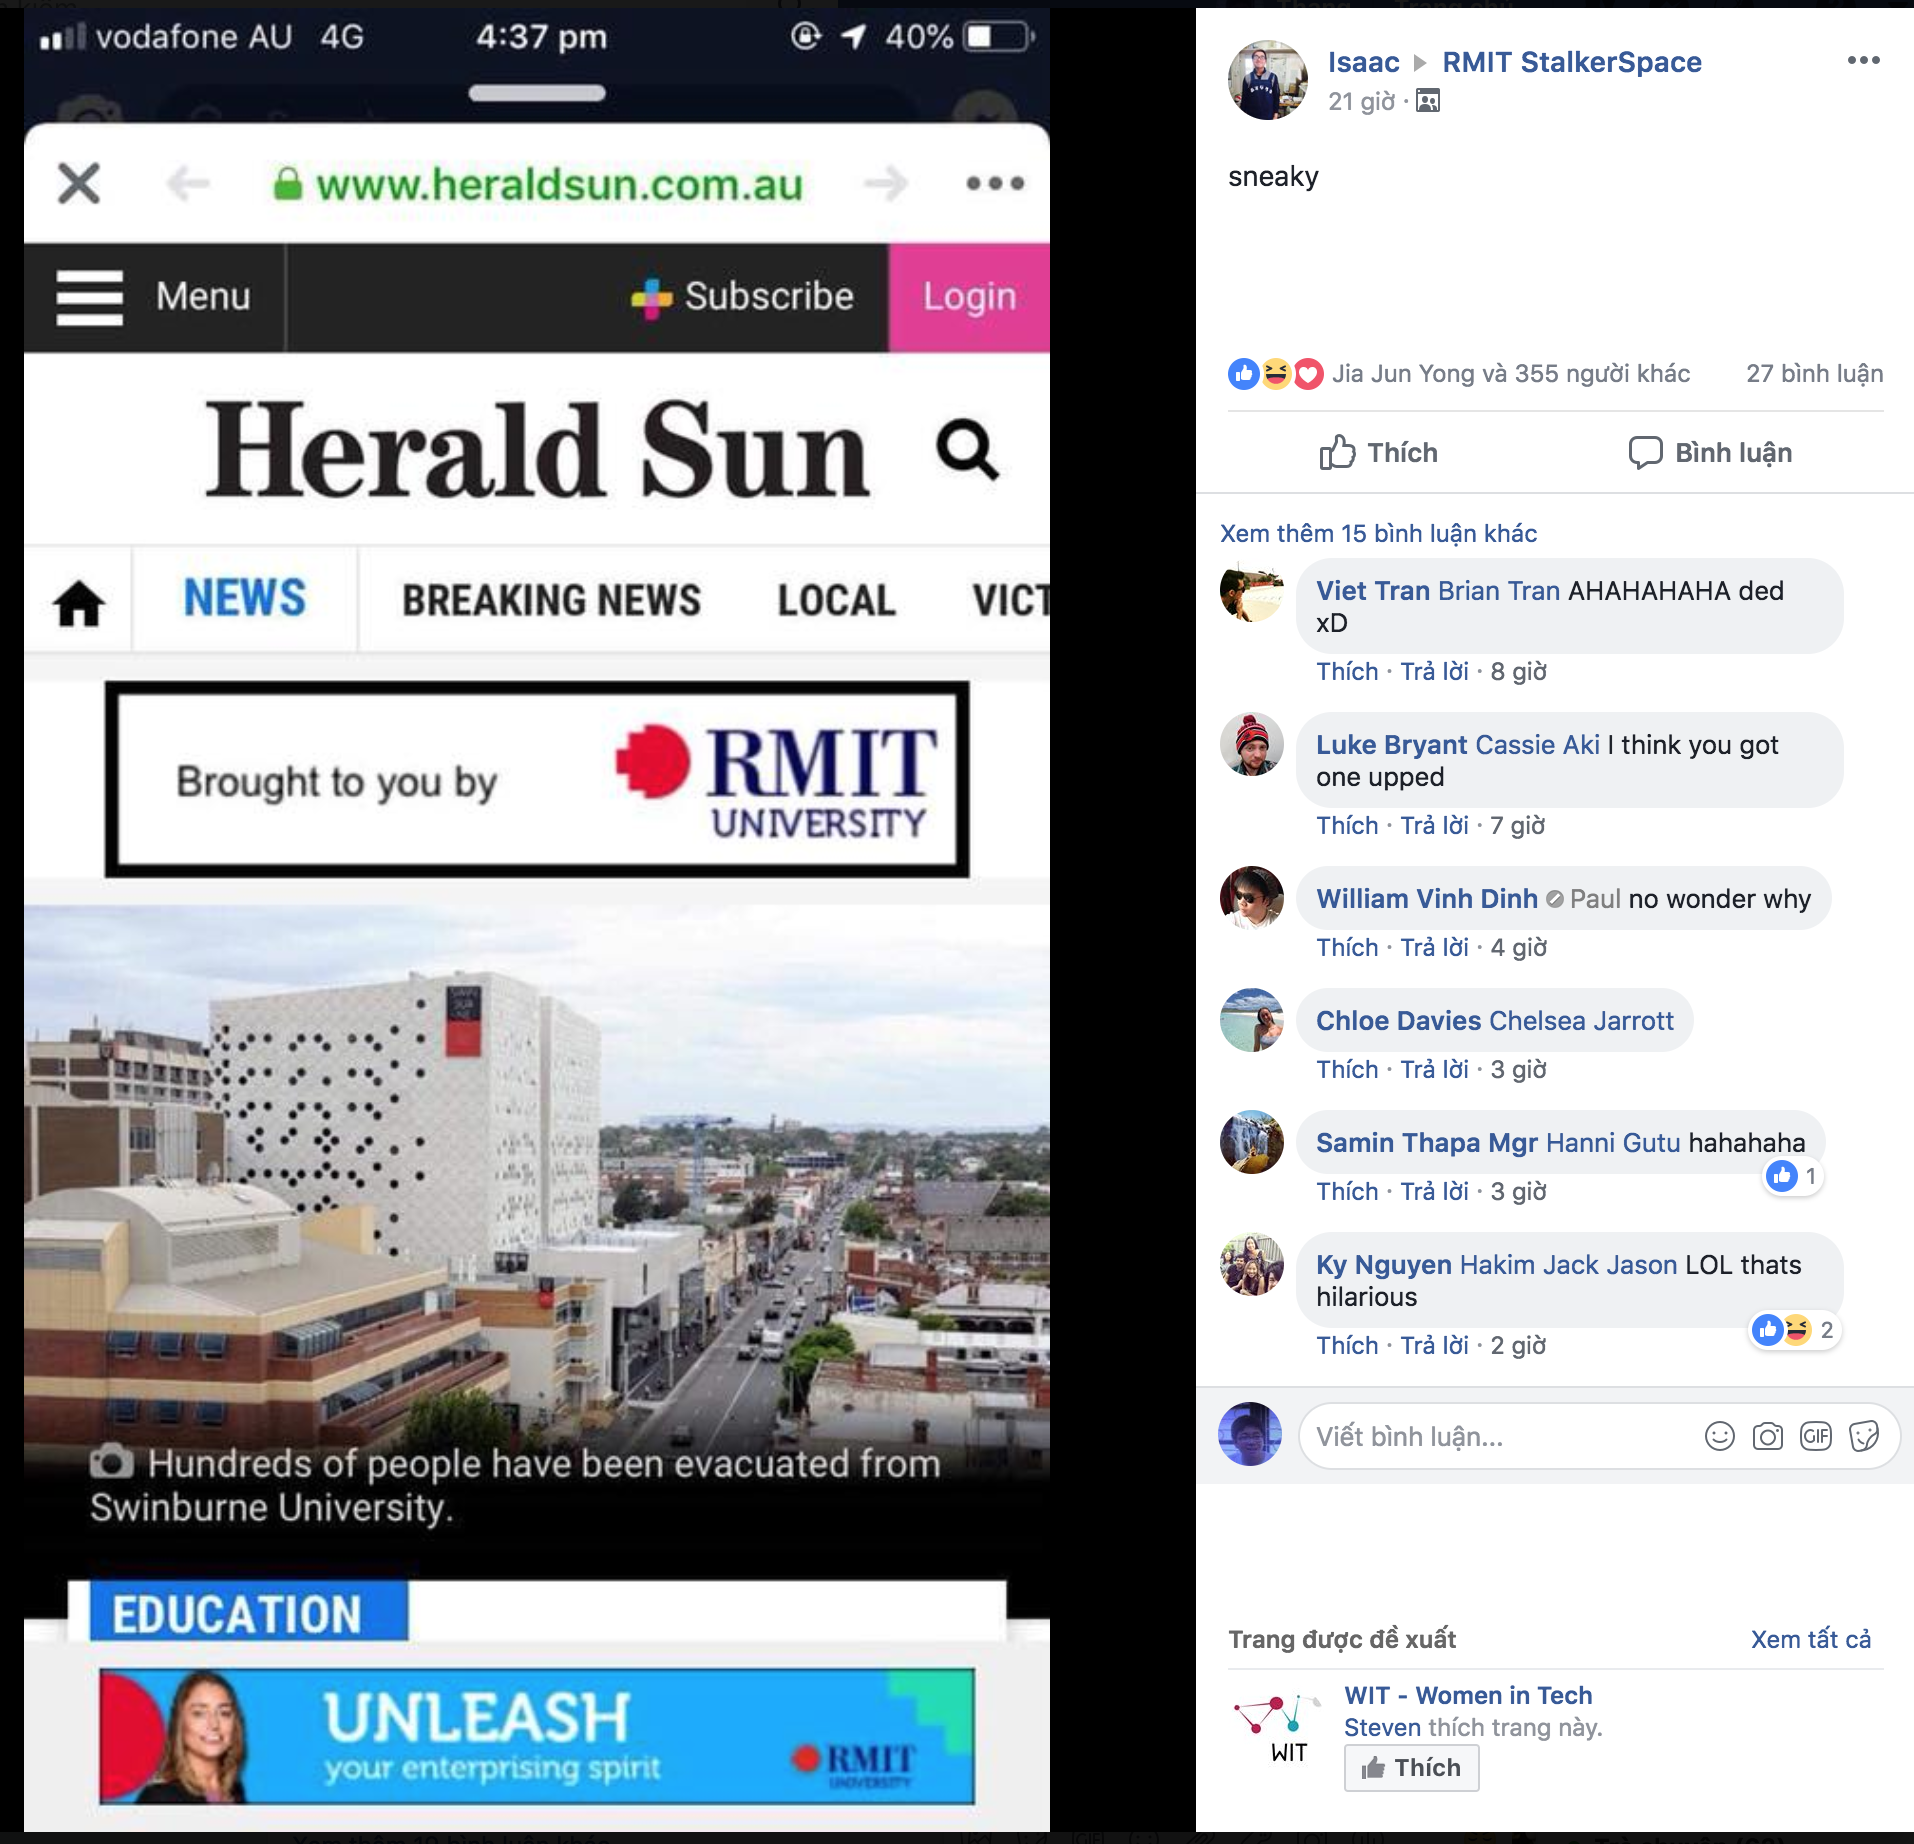 vodafone AU 4G 4:37 pm 40%
www.heraldsun.com.au
Menu Subscribe Login
Herald Sun
NEWS BREAKING NEWS LOCAL VICT
Brought to you by RMIT
UNIVERSITY
SWIN
BUR
NE
Hundreds of people have been evacuated from
Swinburne University.
EDUCATION
UNLEASH
your enterprising spirit
RMIT
UNIVERSITY
Isaac RMIT StalkerSpace
21 giờ ·
sneaky
Jia Jun Yong và 355 người khác 27 bình luận
Thích Bình luận
Xem thêm 15 bình luận khác
Viet Tran Brian Tran AHAHAHAHA ded
xD
Thích · Trả lời · 8 giờ
Luke Bryant Cassie Aki I think you got
one upped
Thích · Trả lời · 7 giờ
William Vinh Dinh Paul no wonder why
Thích · Trả lời · 4 giờ
Chloe Davies Chelsea Jarrott
Thích · Trả lời · 3 giờ
Samin Thapa Mgr Hanni Gutu hahahaha
1
Thích · Trả lời · 3 giờ
Ky Nguyen Hakim Jack Jason LOL thats
hilarious
2
Thích · Trả lời · 2 giờ
Viết bình luận...
GIF
Trang được đề xuất Xem tất cả
WIT - Women in Tech
Steven thích trang này.
WIT
Thích